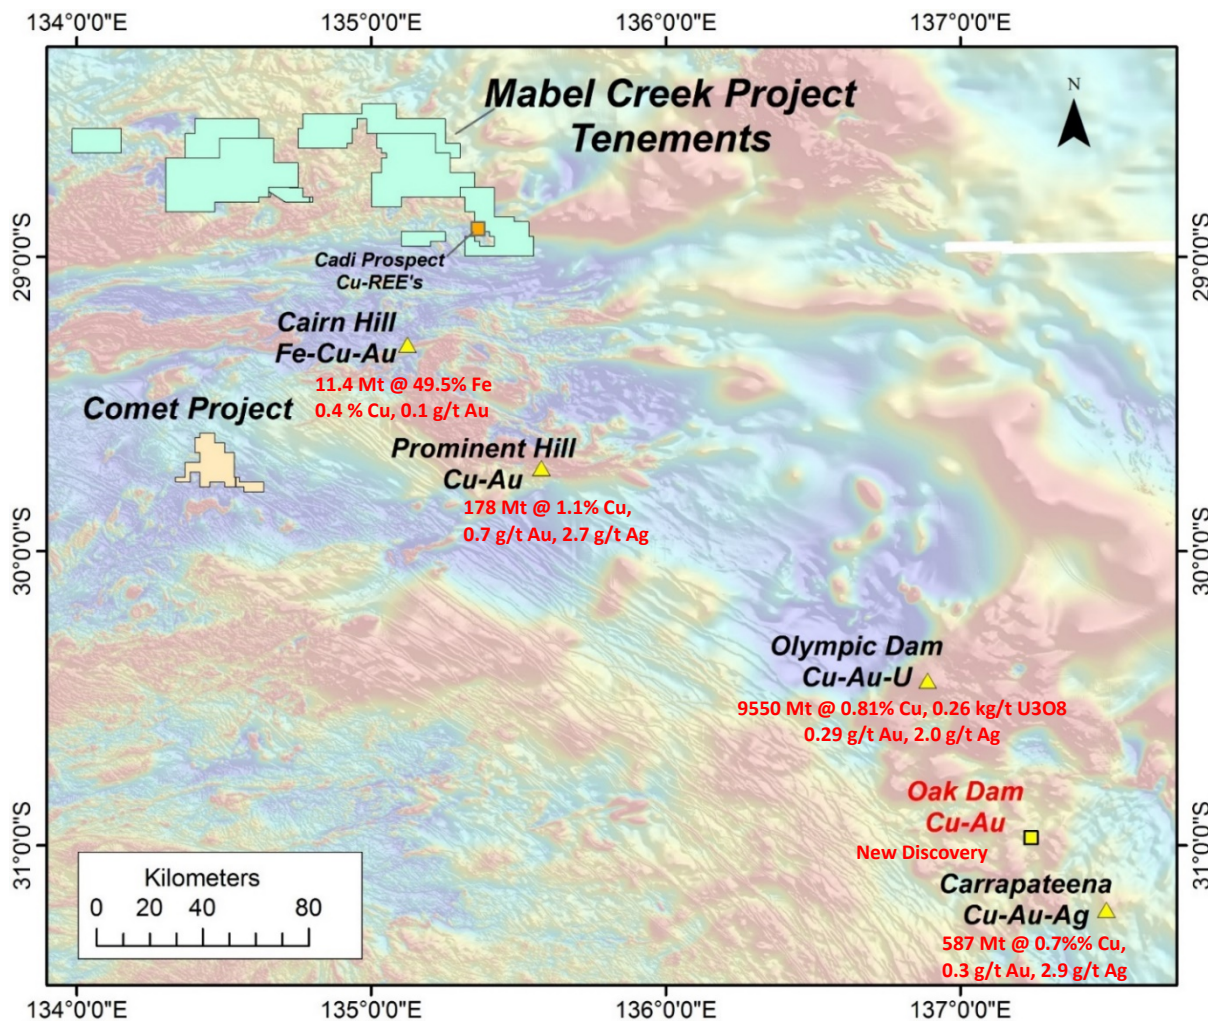 134°0'0"E 135°0'0"E 136°0'0"E 137°0'0"E
N
Mabel Creek Project
Tenements
29°0'0"S
29°0'0"S
Cadi Prospect
Cu-REE's
Cairn Hill
Fe-Cu-Au
11.4 Mt @ 49.5% Fe
0.4 % Cu, 0.1 g/t Au
Comet Project
Prominent Hill
Cu-Au
178 Mt @ 1.1% Cu,
0.7 g/t Au, 2.7 g/t Ag
30°0'0"S
30°0'0"S
Olympic Dam
Cu-Au-U
9550 Mt @ 0.81% Cu, 0.26 kg/t U3O8
0.29 g/t Au, 2.0 g/t Ag
Oak Dam
Cu-Au
New Discovery
31°0'0"S
31°0'0"S
Carrapateena
Cu-Au-Ag
587 Mt @ 0.7%% Cu,
0.3 g/t Au, 2.9 g/t Ag
Kilometers
0 20 40 80
134°0'0"E 135°0'0"E 136°0'0"E 137°0'0"E